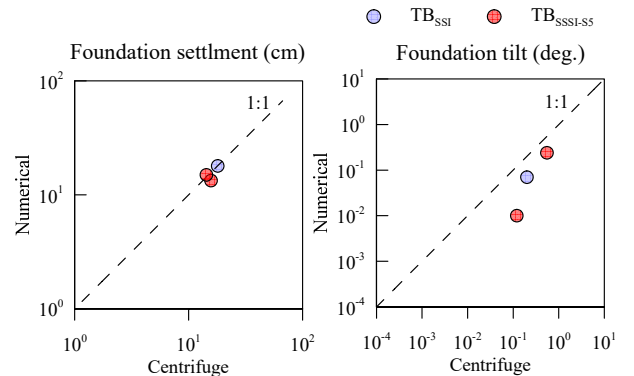 TB_SSI TB_SSSI-S5
Foundation settlment (cm) Foundation tilt (deg.)
10^2
10^1
10^0
1:1
Numerical
10^0 10^1 10^2
Centrifuge
10^1
10^0
10^-1
10^-2
10^-3
10^-4
1:1
Numerical
10^-4 10^-3 10^-2 10^-1 10^0 10^1
Centrifuge